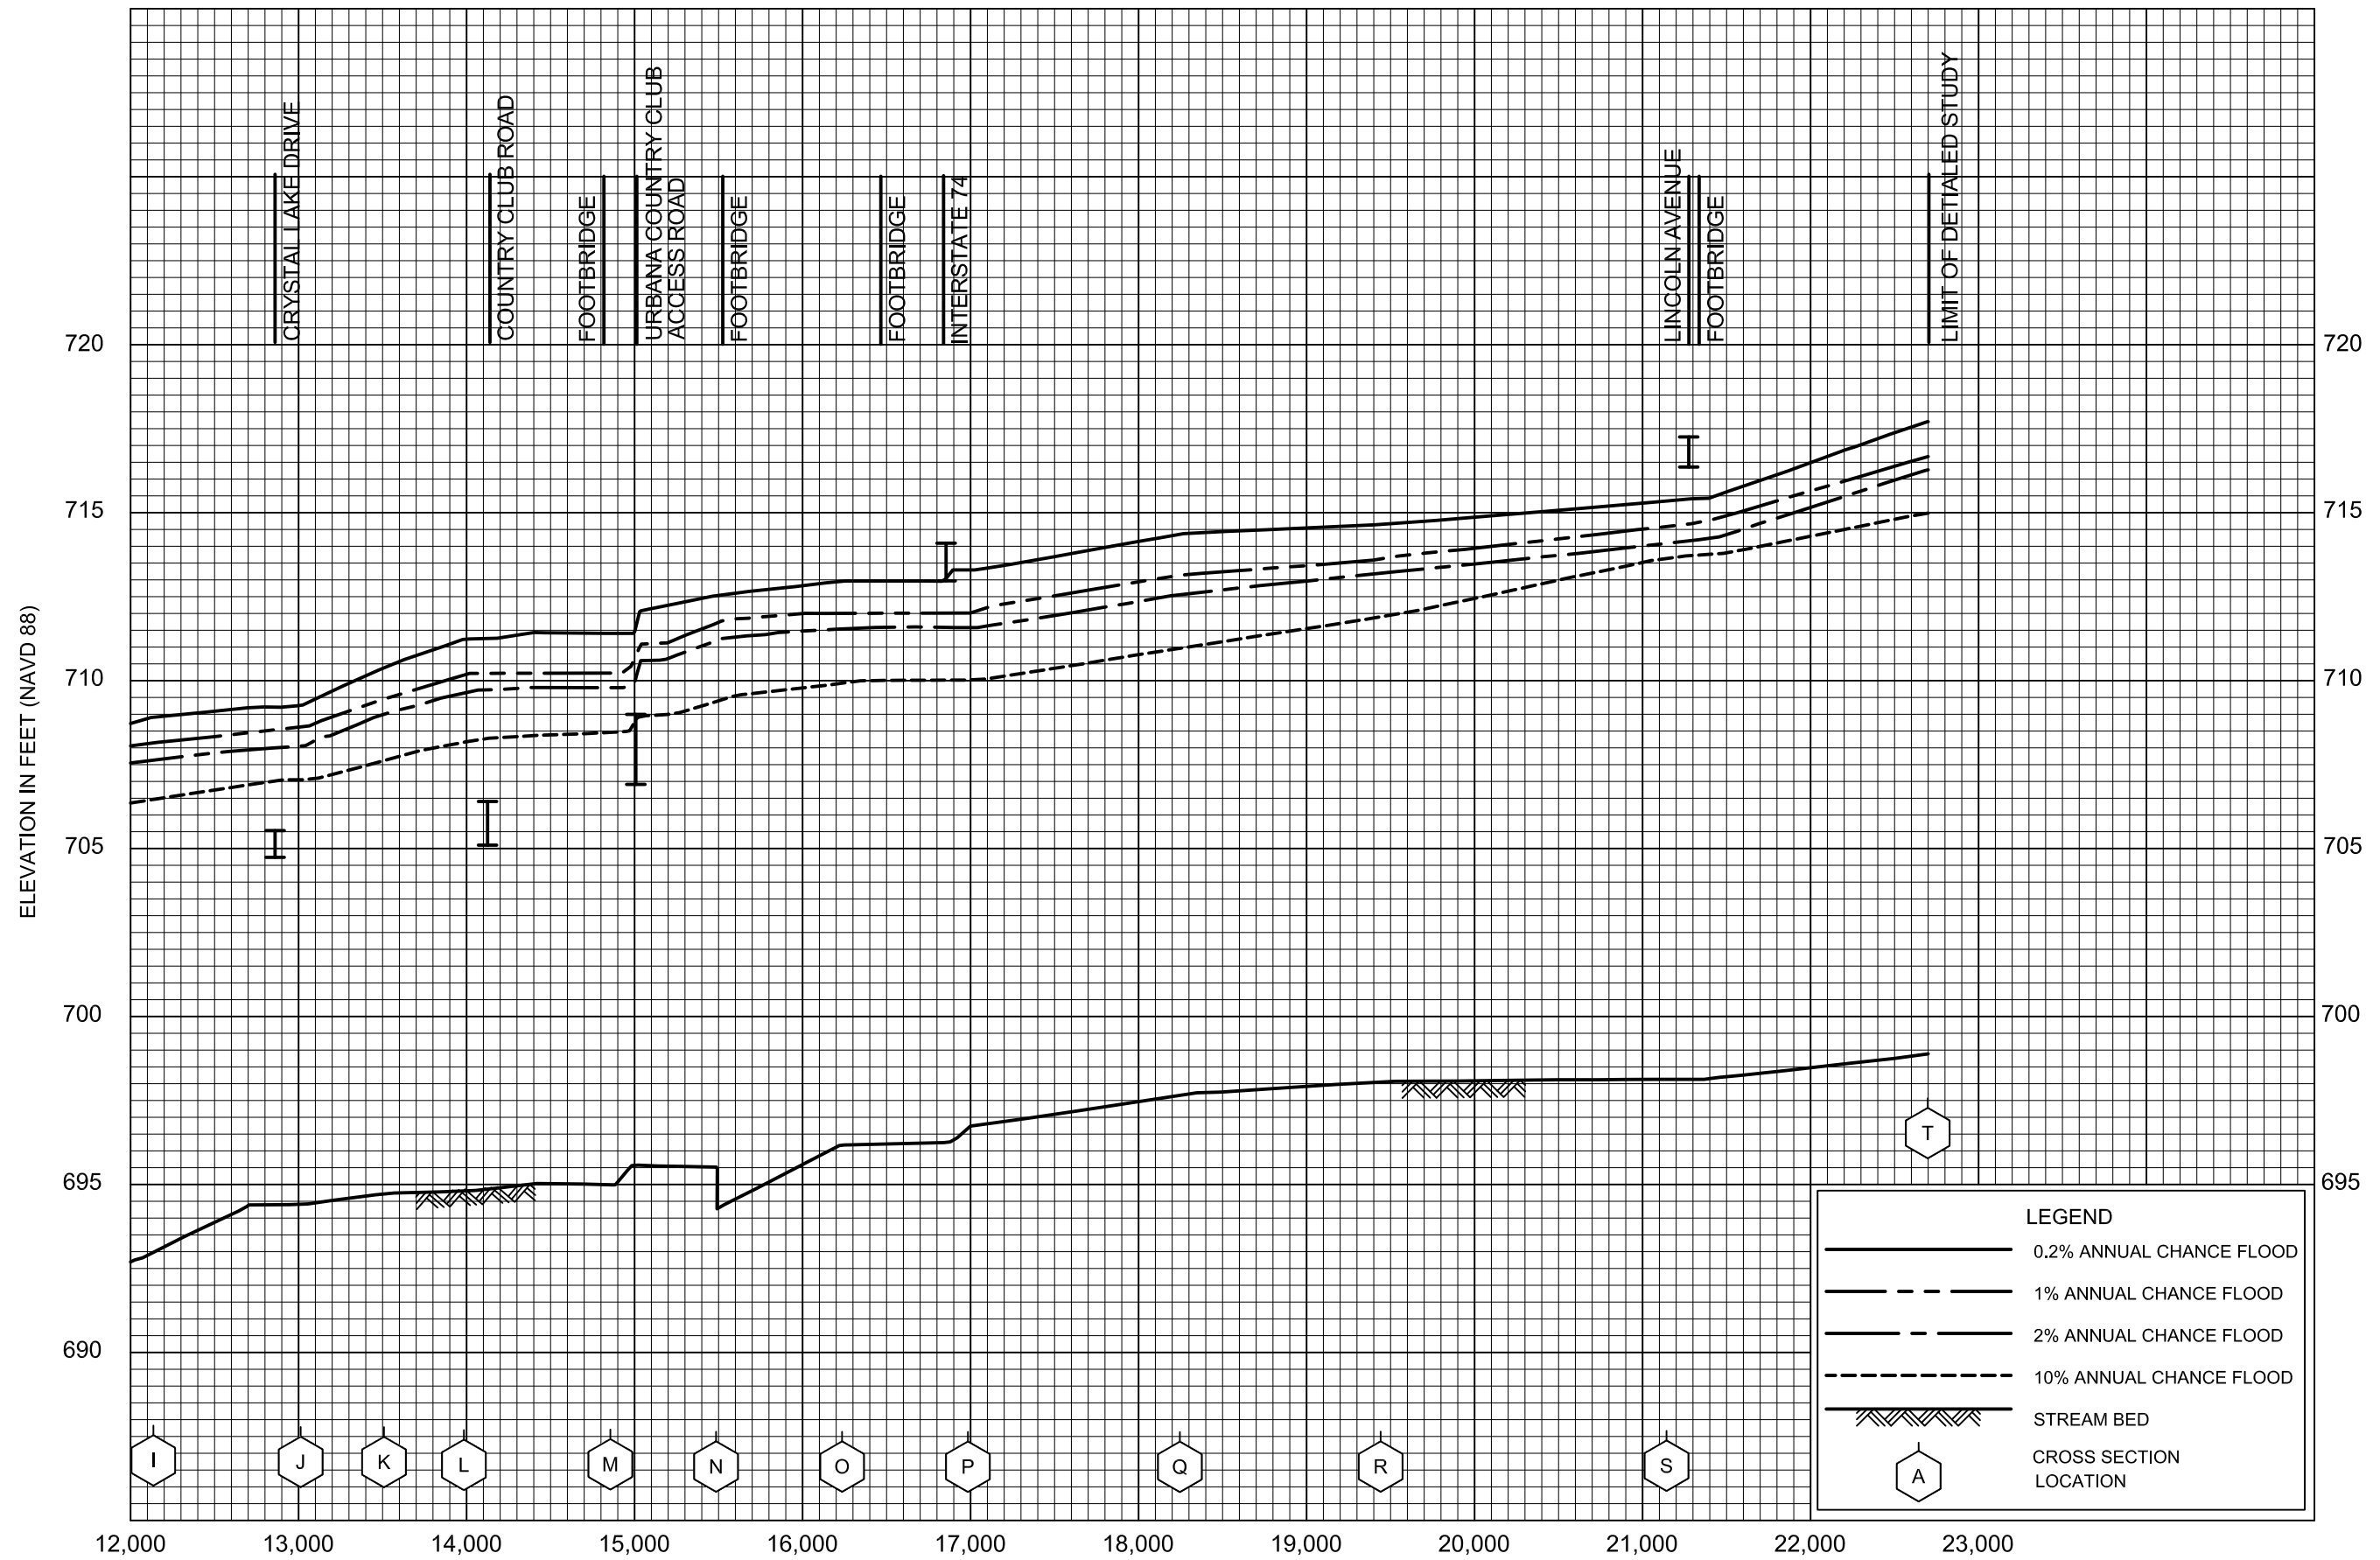 CRYSTAL LAKE DRIVE
COUNTRY CLUB ROAD
FOOTBRIDGE
URBANA COUNTRY CLUB
ACCESS ROAD
FOOTBRIDGE
FOOTBRIDGE
INTERSTATE 74
LINCOLN AVENUE
FOOTBRIDGE
LIMIT OF DETIALED STUDY
ELEVATION IN FEET (NAVD 88)
720
720
715
715
710
710
705
705
700
700
695
695
690
T
LEGEND
0.2% ANNUAL CHANCE FLOOD
1% ANNUAL CHANCE FLOOD
2% ANNUAL CHANCE FLOOD
10% ANNUAL CHANCE FLOOD
STREAM BED
A
CROSS SECTION
LOCATION
I
J
K
L
M
N
O
P
Q
R
S
12,000
13,000
14,000
15,000
16,000
17,000
18,000
19,000
20,000
21,000
22,000
23,000